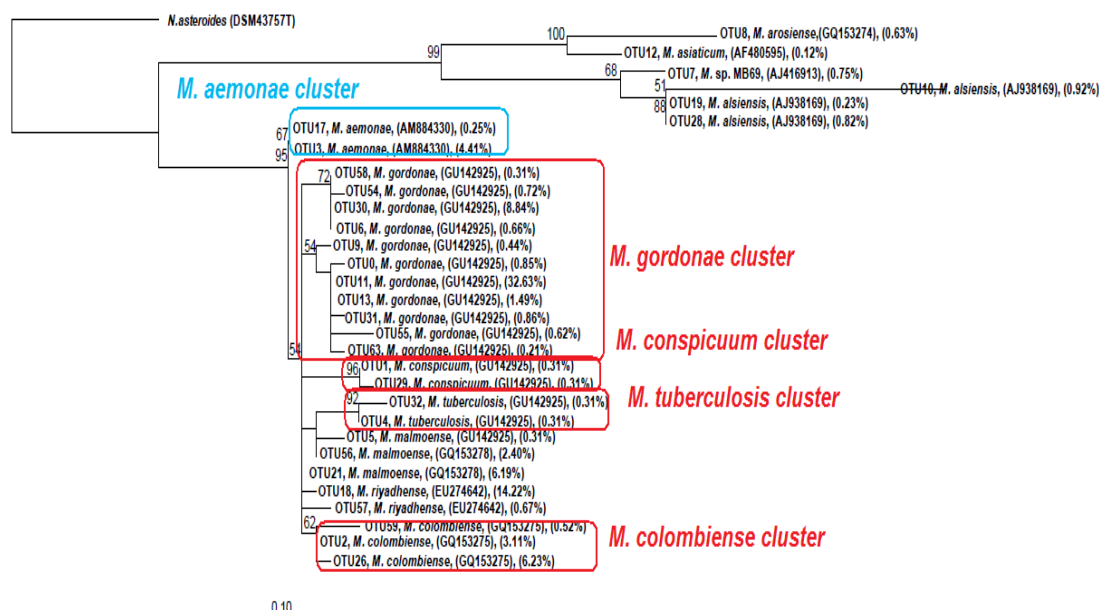 N.asteroides (DSM43757T)
100
OTU8, M. arosiense,(GQ153274), (0.63%)
99
OTU12, M. asiaticum (AF480595), (0.12%)
68
OTU7, M. sp. MB69, (AJ416913), (0.75%)
M. aemonae cluster
51
OTU10, M. alsiensis, (AJ938169), (0.92%)
OTU19, M. alsiensis, (AJ938169), (0.23%)
88
OTU28, M. alsiensis, (AJ938169), (0.82%)
67
OTU17, M. aemonae, (AM884330), (0.25%)
95
OTU3, M. aemonae, (AM884330), (4.41%)
72
OTU58, M. gordonae, (GU142925), (0.31%)
OTU54, M. gordonae, (GU142925), (0.72%)
OTU30, M. gordonae, (GU142925), (8.84%)
OTU6, M. gordonae, (GU142925), (0.66%)
54
OTU9, M. gordonae, (GU142925), (0.44%)
M. gordonae cluster
OTU0, M. gordonae, (GU142925), (0.85%)
OTU11, M. gordonae, (GU142925), (32.63%)
OTU13, M. gordonae, (GU142925), (1.49%)
OTU31, M. gordonae, (GU142925), (0.86%)
OTU55, M. gordonae, (GU142925), (0.62%)
M. conspicuum cluster
54
OTU63, M. gordonae, (GU142925), (0.21%)
96
OTU1, M. conspicuum, (GU142925), (0.31%)
OTU29, M. conspicuum, (GU142925), (0.31%)
92
OTU32, M. tuberculosis, (GU142925), (0.31%)
M. tuberculosis cluster
OTU4, M. tuberculosis, (GU142925), (0.31%)
OTU5, M. malmoense, (GU142925), (0.31%)
OTU56, M. malmoense, (GQ153278), (2.40%)
OTU21, M. malmoense, (GQ153278), (6.19%)
OTU18, M. riyadhense, (EU274642), (14.22%)
OTU57, M. riyadhense, (EU274642), (0.67%)
62
OTU59, M. colombiense, (GQ153275), (0.52%)
OTU2, M. colombiense, (GQ153275), (3.11%)
M. colombiense cluster
OTU26, M. colombiense, (GQ153275), (6.23%)
0.10